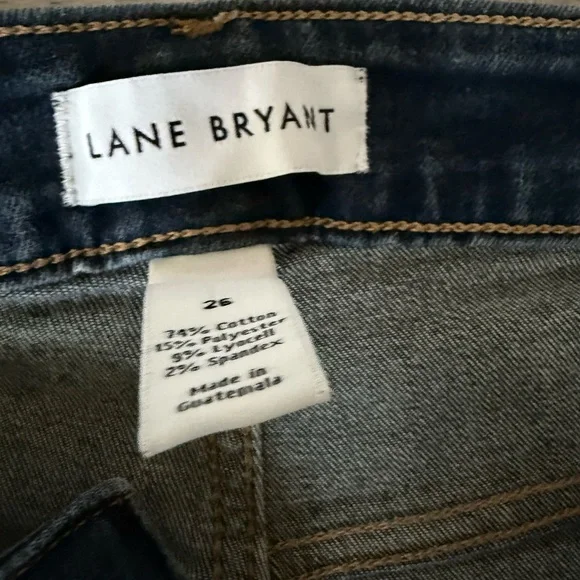 LANE BRYANT
26
74% Cotton
15% Polyester
9% Lyocell
2% Spandex
Made in
Guatemala